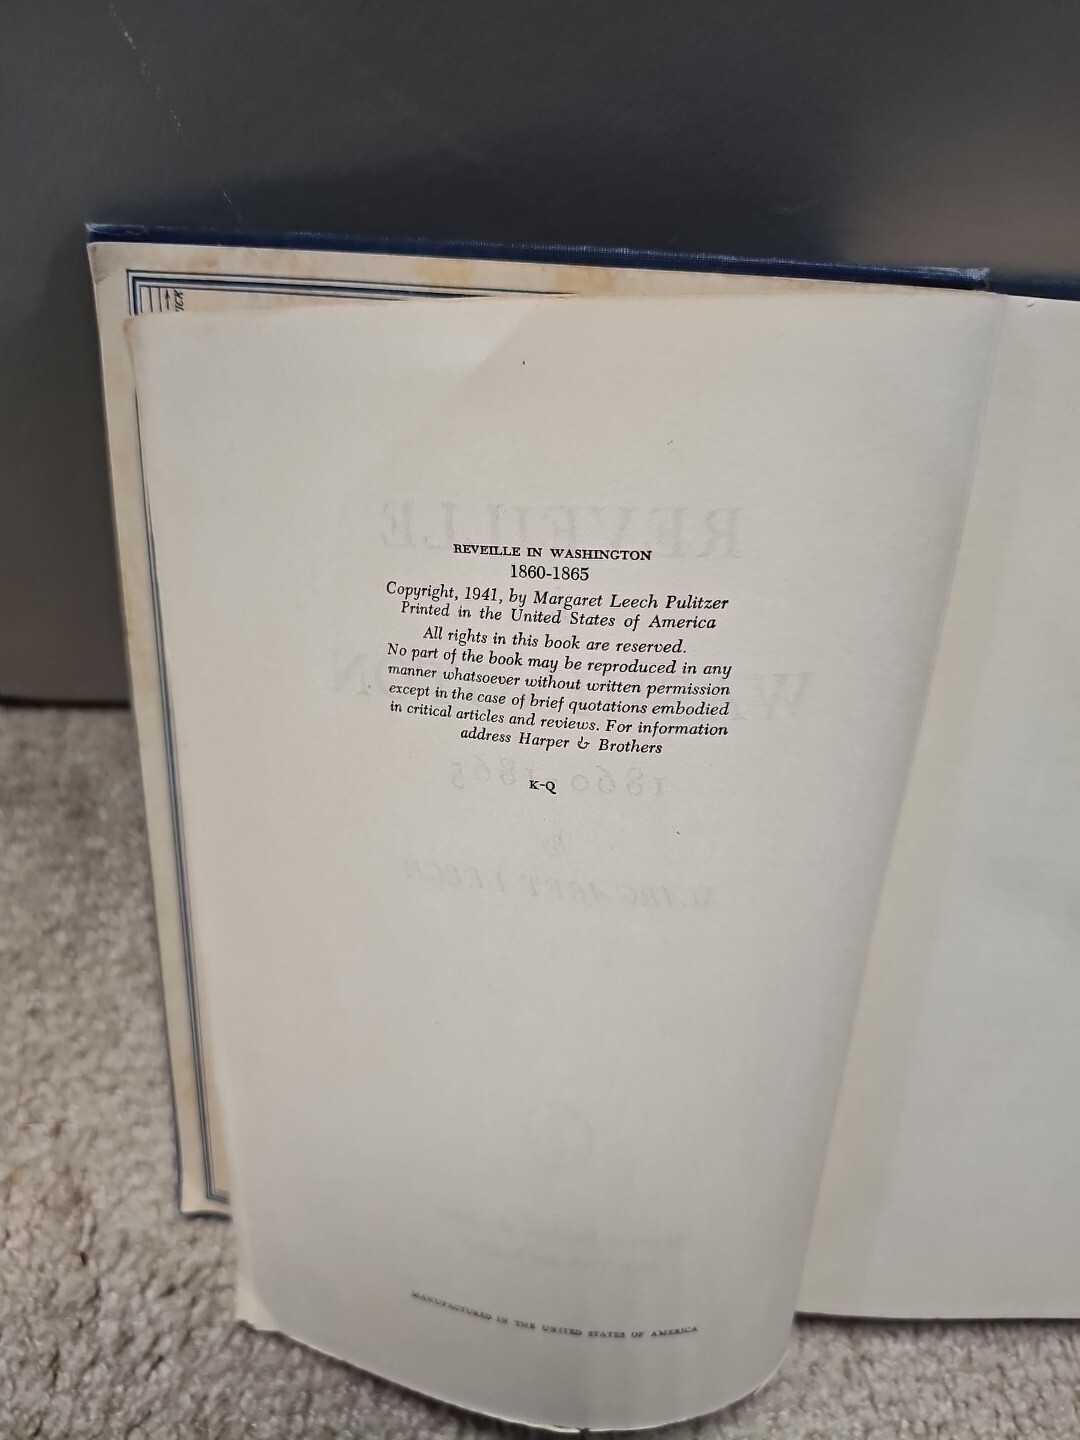 REVEILLE IN WASHINGTON
1860-1865
Copyright, 1941, by Margaret Leech Pulitzer
Printed in the United States of America
All rights in this book are reserved.
No part of the book may be reproduced in any
manner whatsoever without written permission
except in the case of brief quotations embodied
in critical articles and reviews. For information
address Harper & Brothers
K-Q
MANUFACTURED IN THE UNITED STATES OF AMERICA